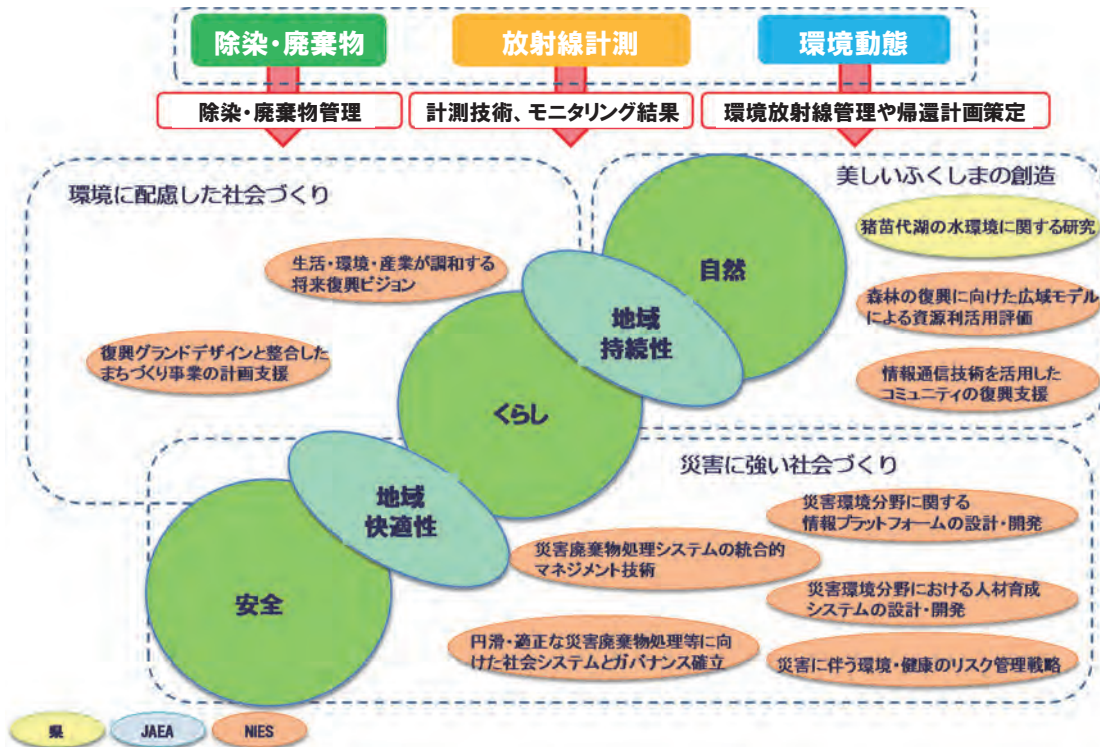 除染・廃棄物
放射線計測
環境動態
除染・廃棄物管理
計測技術、モニタリング結果
環境放射線管理や帰還計画策定
環境に配慮した社会づくり
生活・環境・産業が調和する
将来復興ビジョン
復興グランドデザインと整合した
まちづくり事業の計画支援
美しいふくしまの創造
猪苗代湖の水環境に関する研究
森林の復興に向けた広域モデル
による資源利活用評価
情報通信技術を活用した
コミュニティの復興支援
自然
地域
持続性
くらし
地域
快適性
安全
災害に強い社会づくり
災害環境分野に関する
情報プラットフォームの設計・開発
災害廃棄物処理システムの統合的
マネジメント技術
災害環境分野における人材育成
システムの設計・開発
円滑・適正な災害廃棄物処理等に向
けた社会システムとガバナンス確立
災害に伴う環境・健康のリスク管理戦略
県
JAEA
NIES